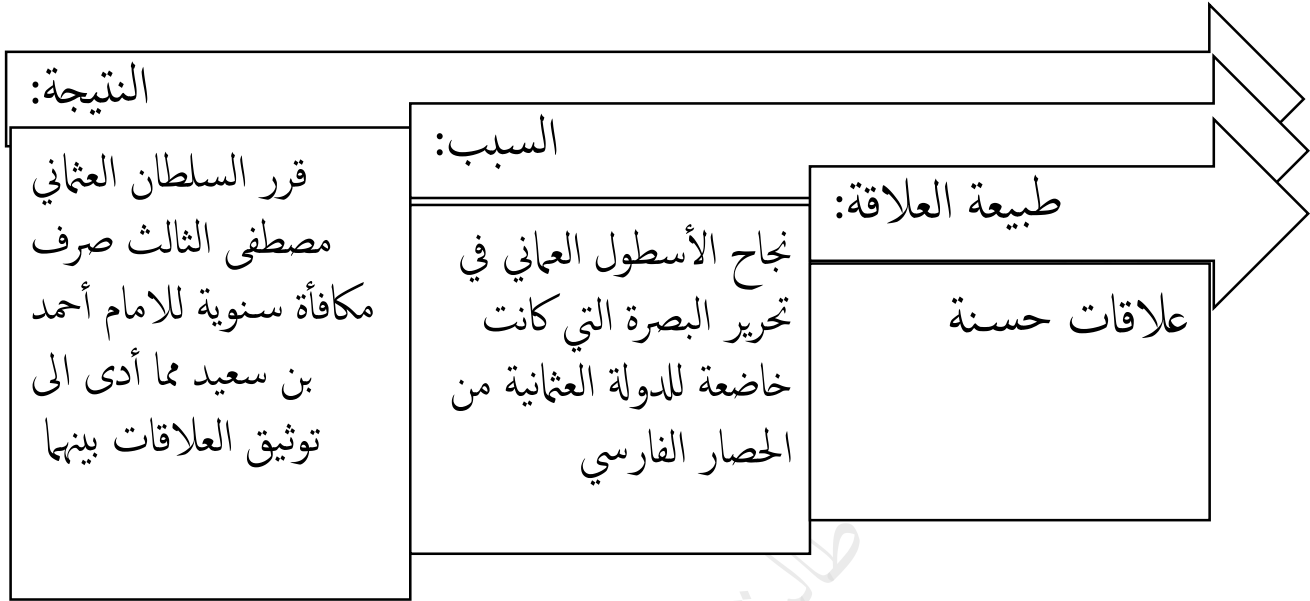 طبيعة العلاقة:
علاقات حسنة
السبب:
نجاح الأسطول العماني في
تحرير البصرة التي كانت
خاضعة للدولة العثمانية من
الحصار الفارسي
النتيجة:
قرر السلطان العثماني
مصطفى الثالث صرف
مكافأة سنوية للامام أحمد
بن سعيد مما أدى الى
توثيق العلاقات بينهما